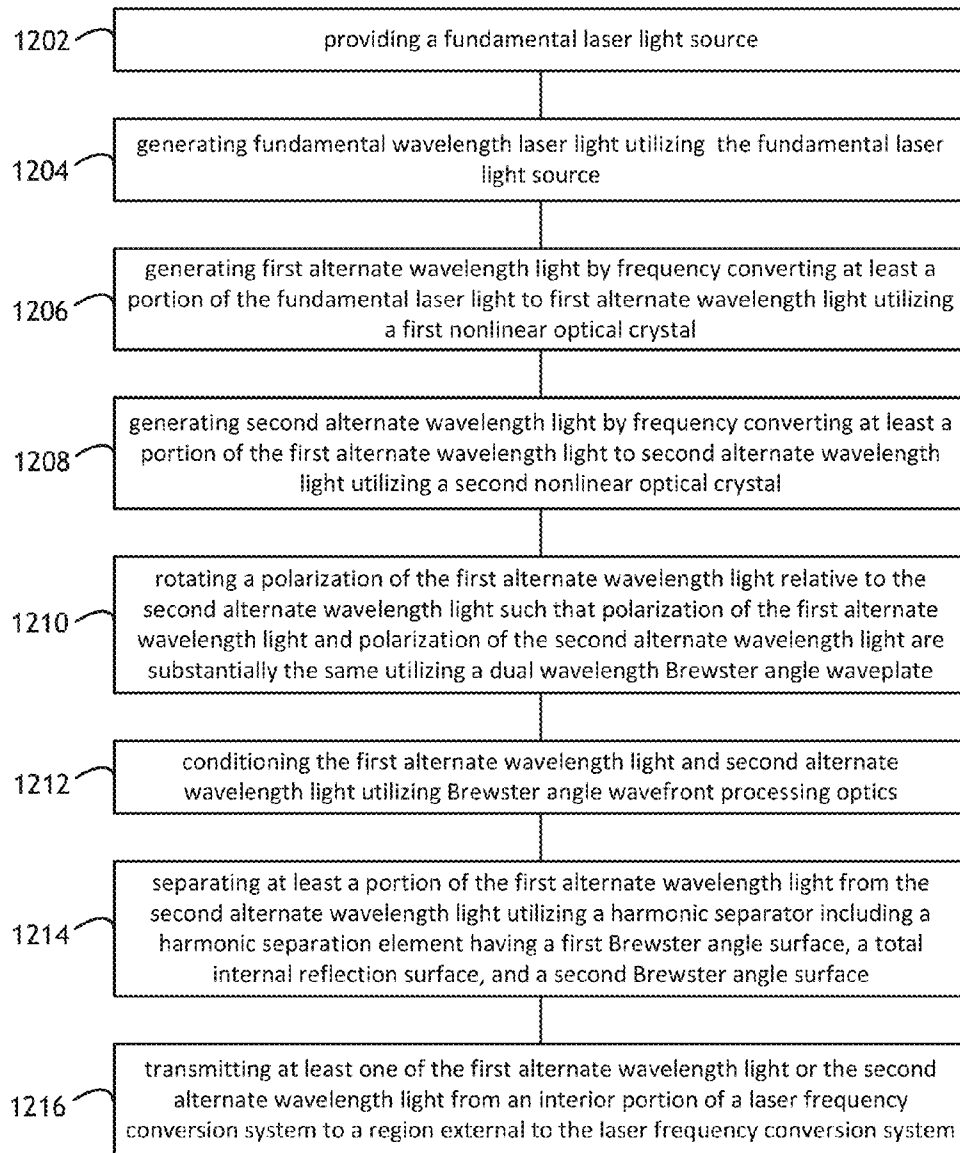 1202
providing a fundamental laser light source
1204
generating fundamental wavelength laser light utilizing the fundamental laser
light source
1206
generating first alternate wavelength light by frequency converting at least a
portion of the fundamental laser light to first alternate wavelength light utilizing
a first nonlinear optical crystal
1208
generating second alternate wavelength light by frequency converting at least a
portion of the first alternate wavelength light to second alternate wavelength
light utilizing a second nonlinear optical crystal
1210
rotating a polarization of the first alternate wavelength light relative to the
second alternate wavelength light such that polarization of the first alternate
wavelength light and polarization of the second alternate wavelength light are
substantially the same utilizing a dual wavelength Brewster angle waveplate
1212
conditioning the first alternate wavelength light and second alternate
wavelength light utilizing Brewster angle wavefront processing optics
1214
separating at least a portion of the first alternate wavelength light from the
second alternate wavelength light utilizing a harmonic separator including a
harmonic separation element having a first Brewster angle surface, a total
internal reflection surface, and a second Brewster angle surface
1216
transmitting at least one of the first alternate wavelength light or the second
alternate wavelength light from an interior portion of a laser frequency
conversion system to a region external to the laser frequency conversion system